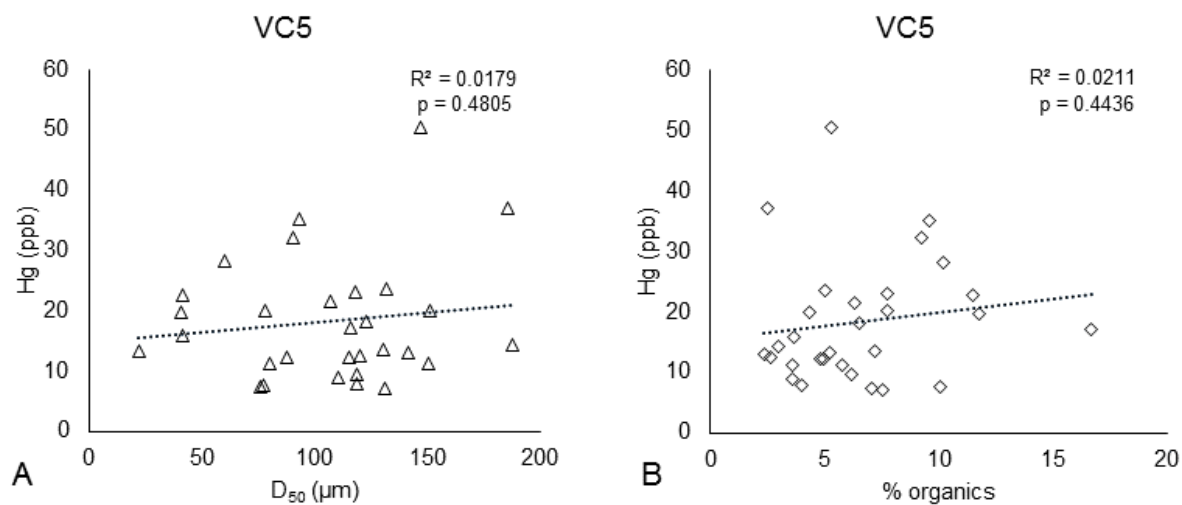 VC5
R² = 0.0179
p = 0.4805
60
50
40
30
20
10
0
Hg (ppb)
0 50 100 150 200
D₅₀ (µm)
A
VC5
R² = 0.0211
p = 0.4436
60
50
40
30
20
10
0
Hg (ppb)
0 5 10 15 20
% organics
B